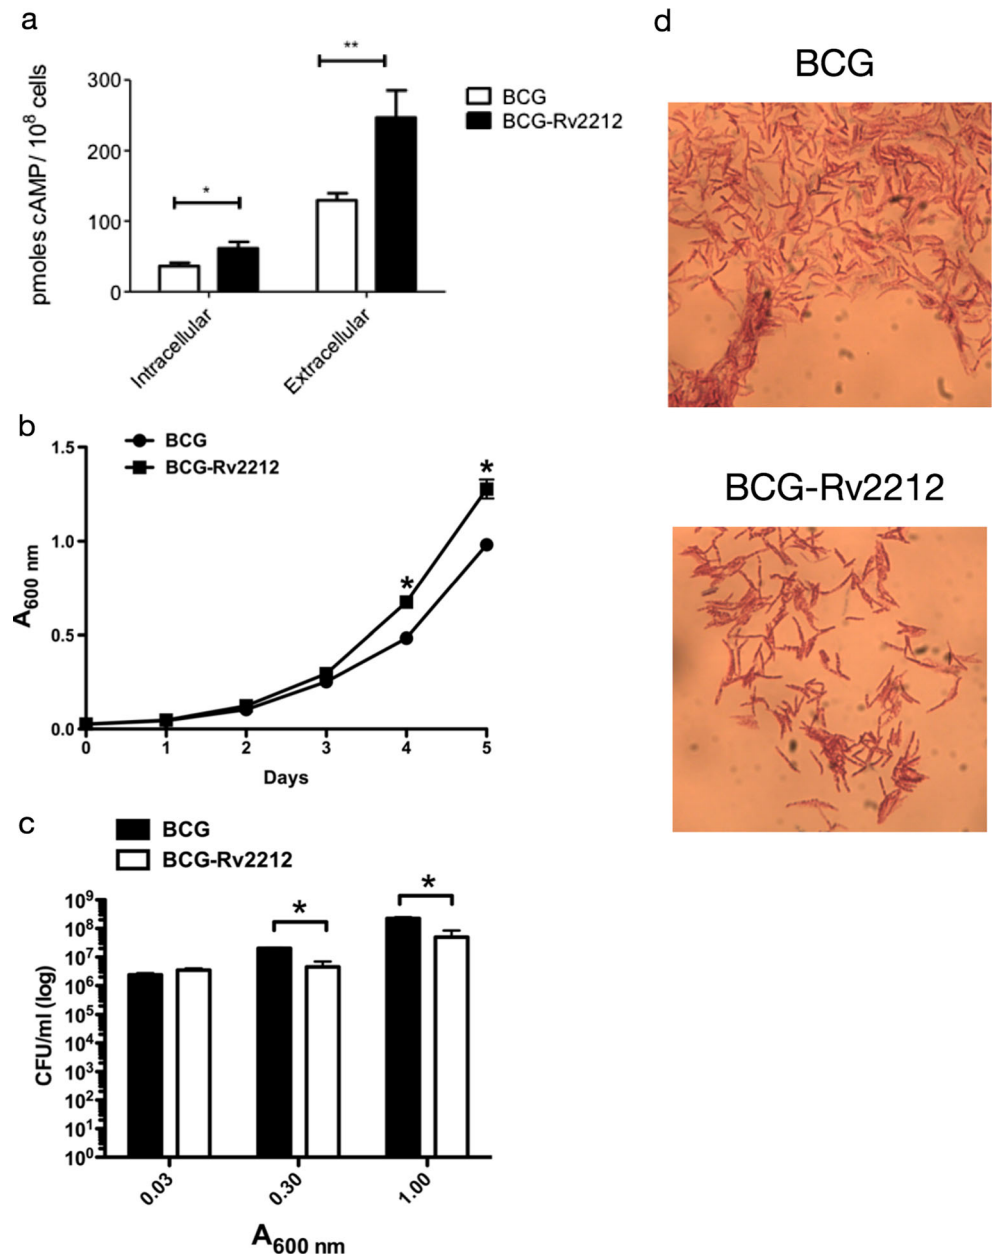 a
**
300
200
100
0
pmoles cAMP/ 10⁸ cells
*
BCG
BCG-Rv2212
Intracellular
Extracellular
b
BCG
BCG-Rv2212
1.5
1.0
0.5
0.0
A600 nm
*
*
0 1 2 3 4 5
Days
c
BCG
BCG-Rv2212
10⁹
10⁸
10⁷
10⁶
10⁵
10⁴
10³
10²
10¹
10⁰
CFU/ml (log)
*
*
0.03 0.30 1.00
A600 nm
d
BCG
BCG-Rv2212